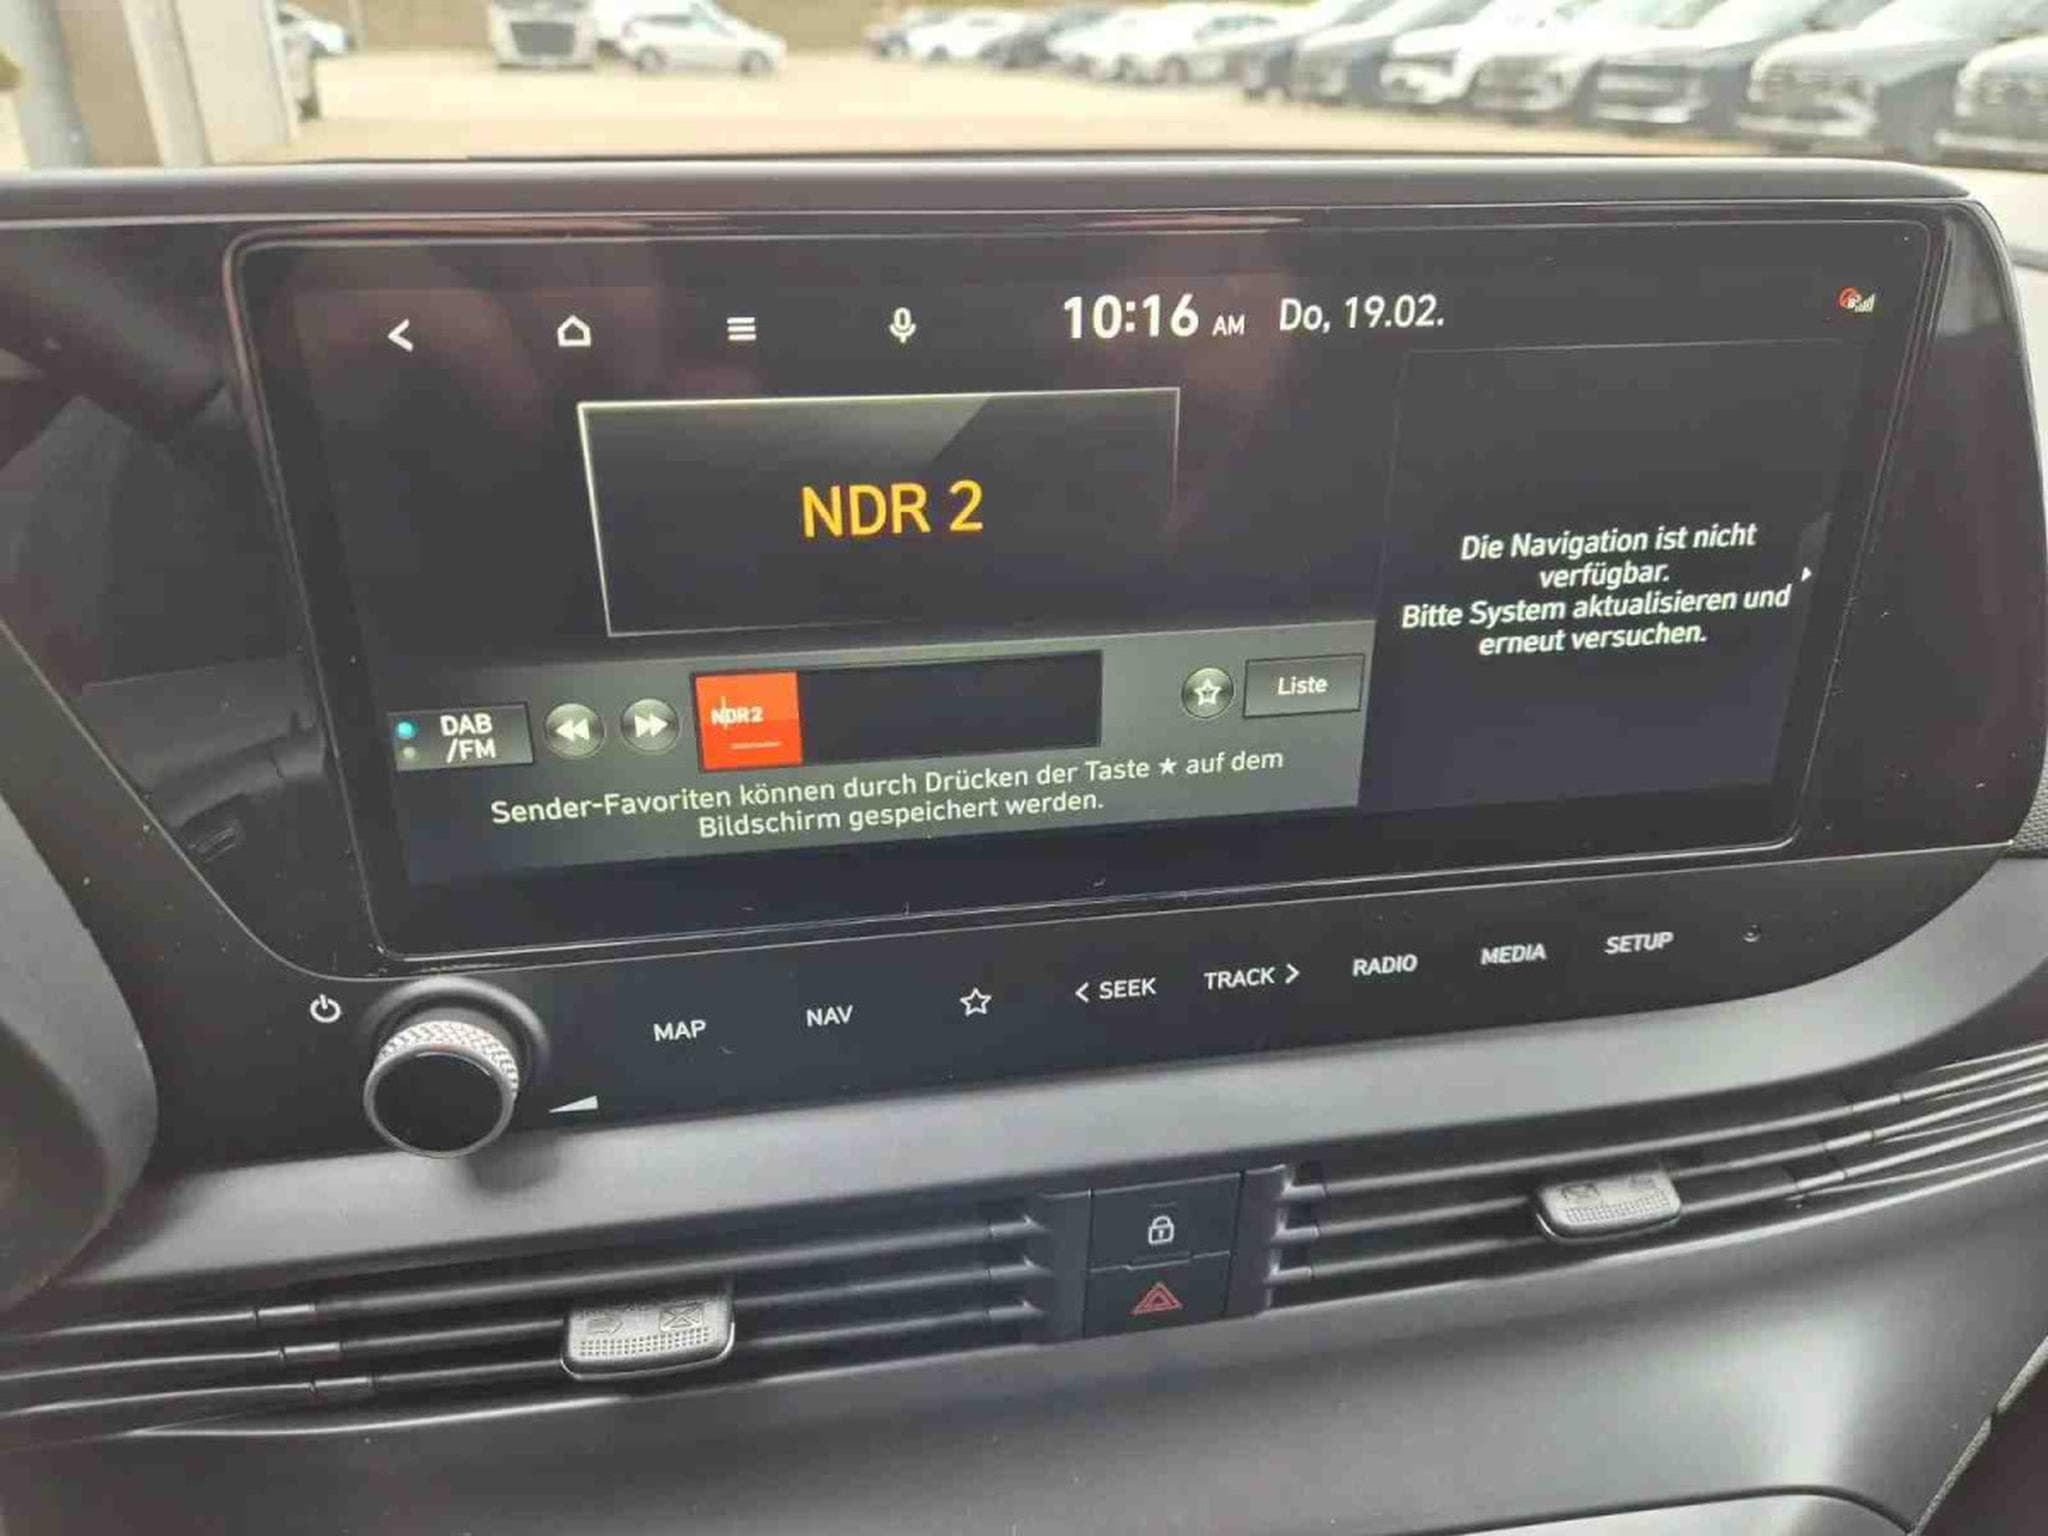 10:16 AM Do, 19.02.
NDR 2
Die Navigation ist nicht
verfügbar.
Bitte System aktualisieren und
erneut versuchen.
DAB
/FM
NDR2
Liste
Sender-Favoriten können durch Drücken der Taste ★ auf dem
Bildschirm gespeichert werden.
MAP
NAV
< SEEK
TRACK >
RADIO
MEDIA
SETUP